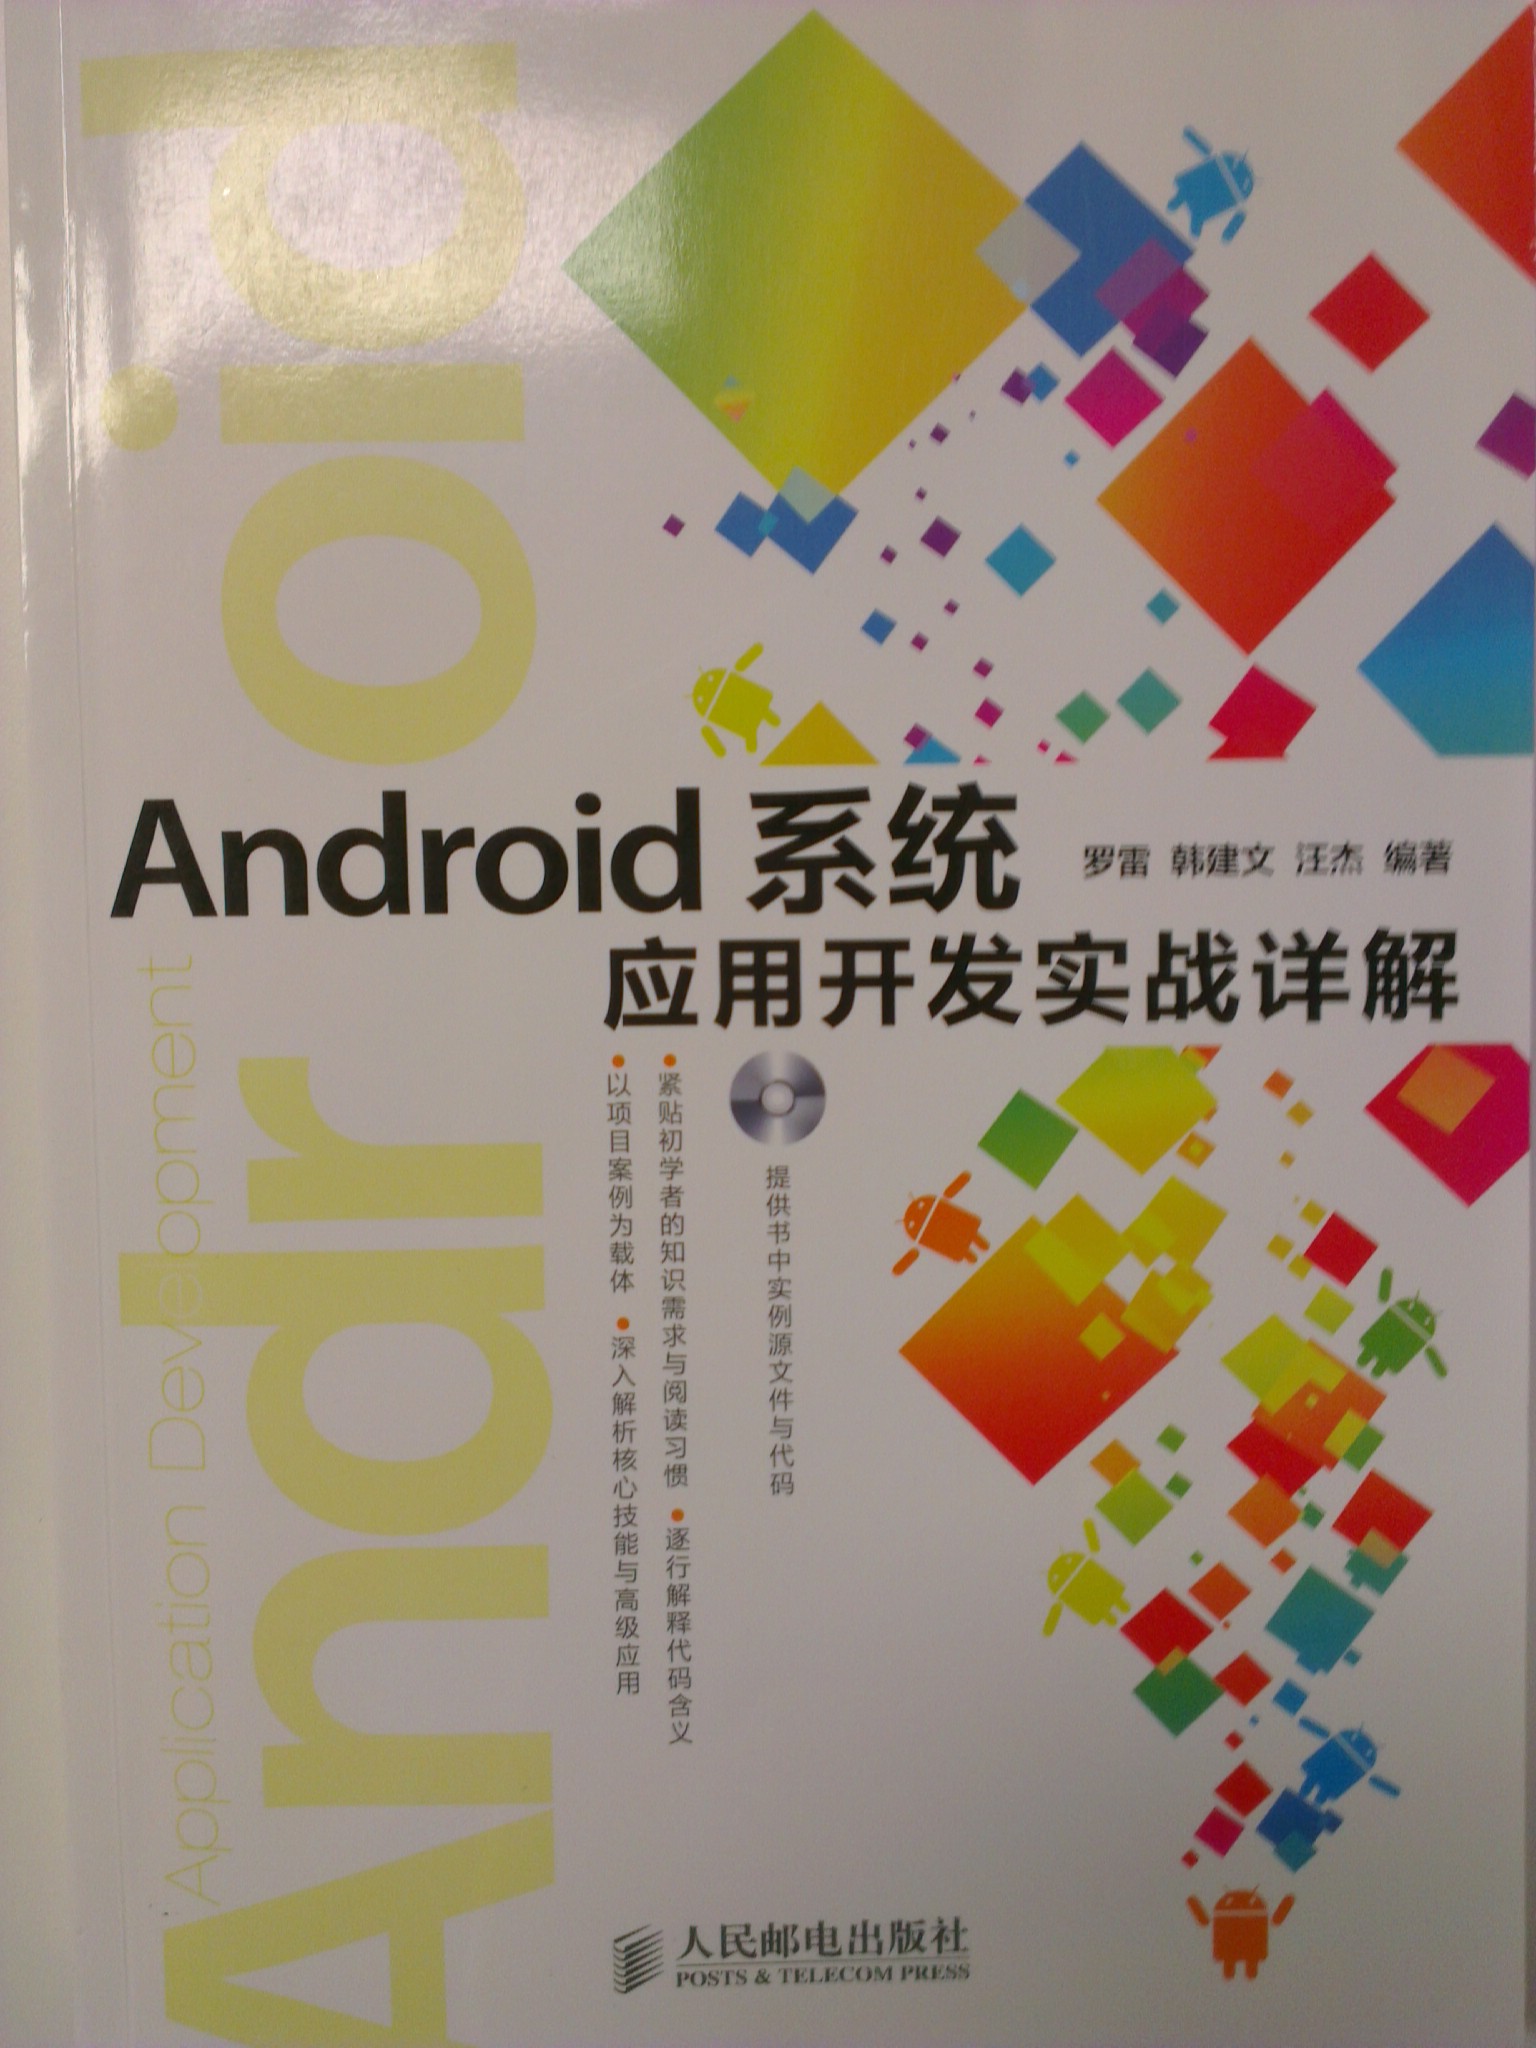 Android
Application Development
Android 系统
罗雷 韩建文 汪杰 编著
应用开发实战详解
提供书中实例源文件与代码
•紧贴初学者的知识需求与阅读习惯 •逐行解释代码含义
•以项目案例为载体 •深入解析核心技能与高级应用
人民邮电出版社
POSTS & TELECOM PRESS